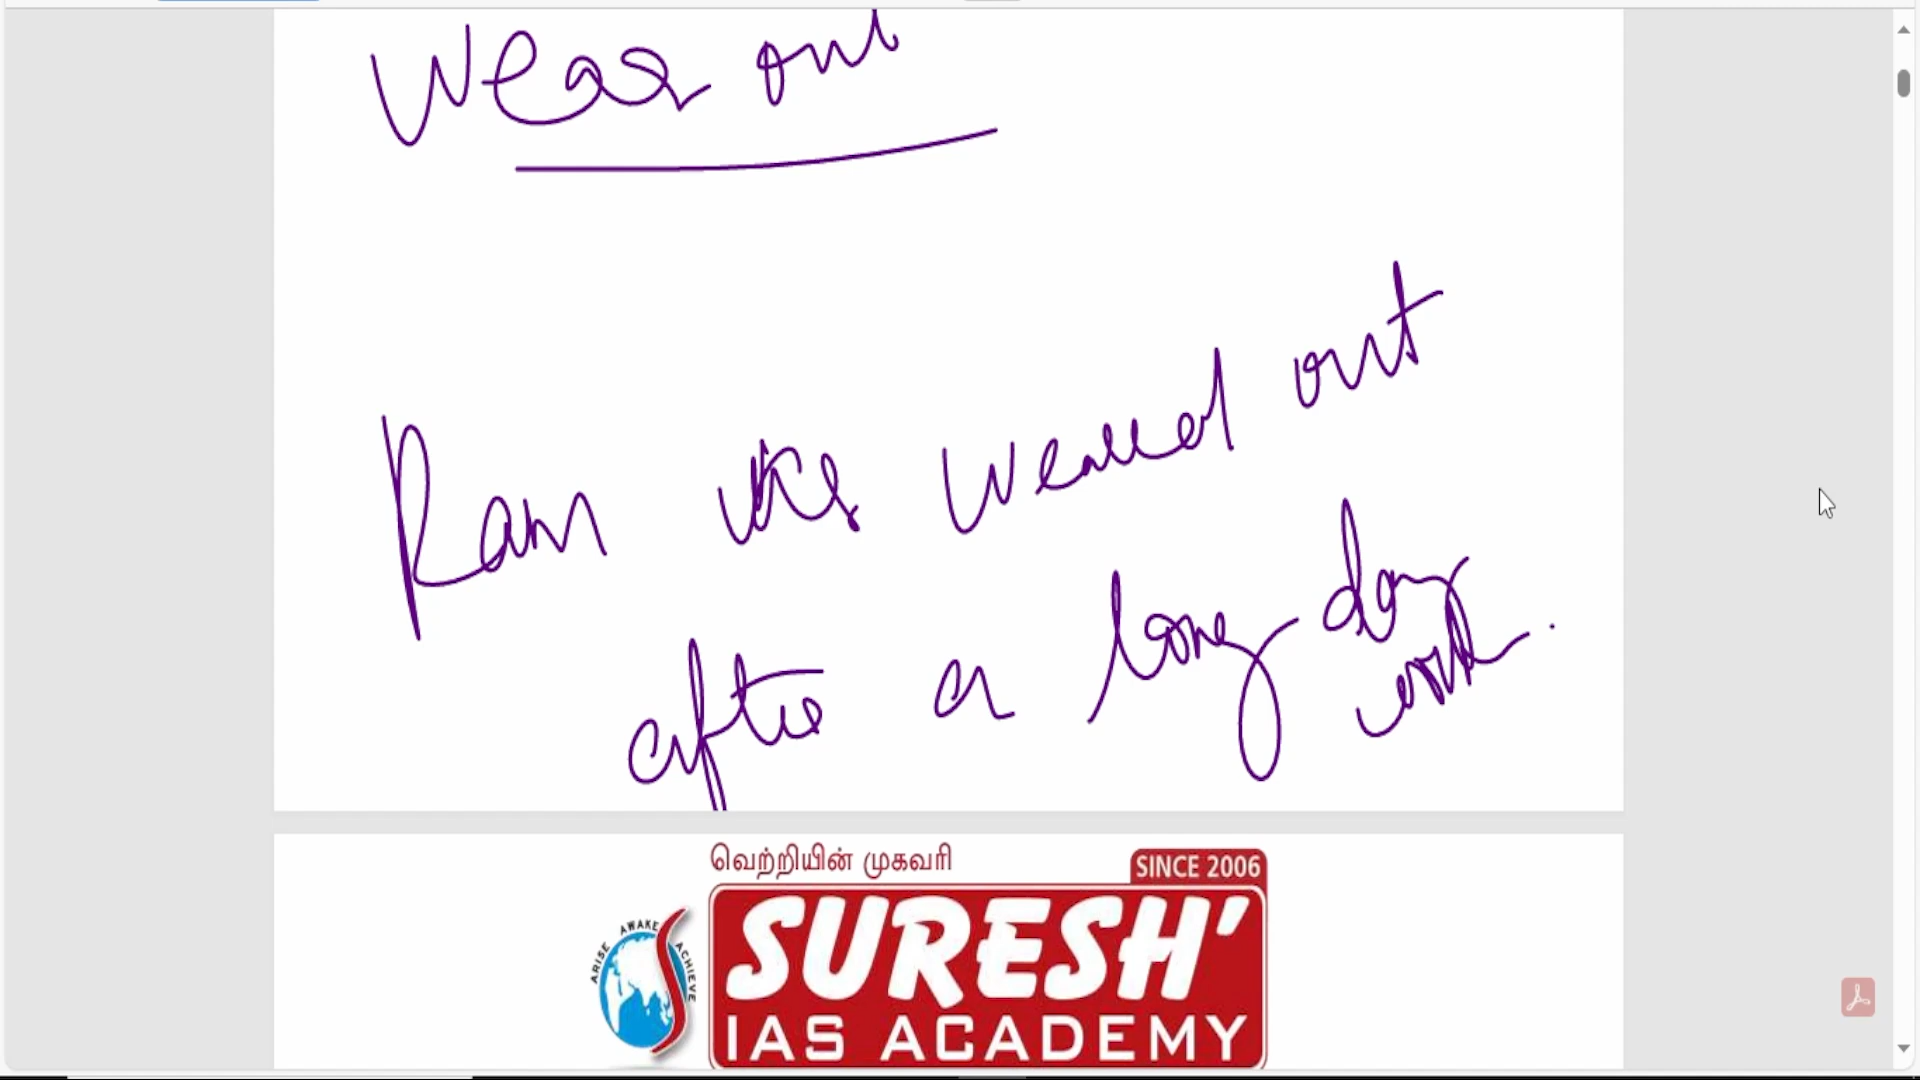 Wear out
Ram was weared out
after a long day
work.
வெற்றியின் முகவரி
SINCE 2006
ARISE AWAKE ACHIEVE
SURESH'
IAS ACADEMY